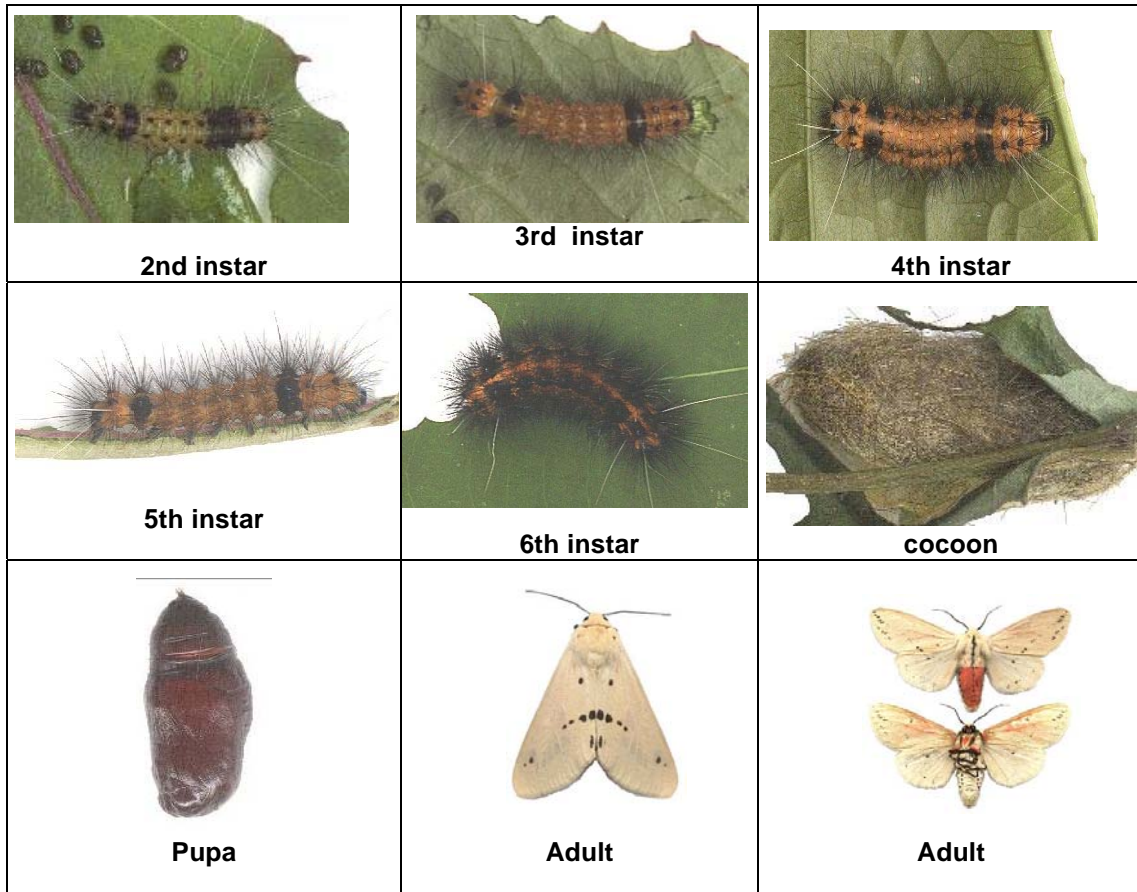 2nd instar
3rd instar
4th instar
5th instar
6th instar
cocoon
Pupa
Adult
Adult